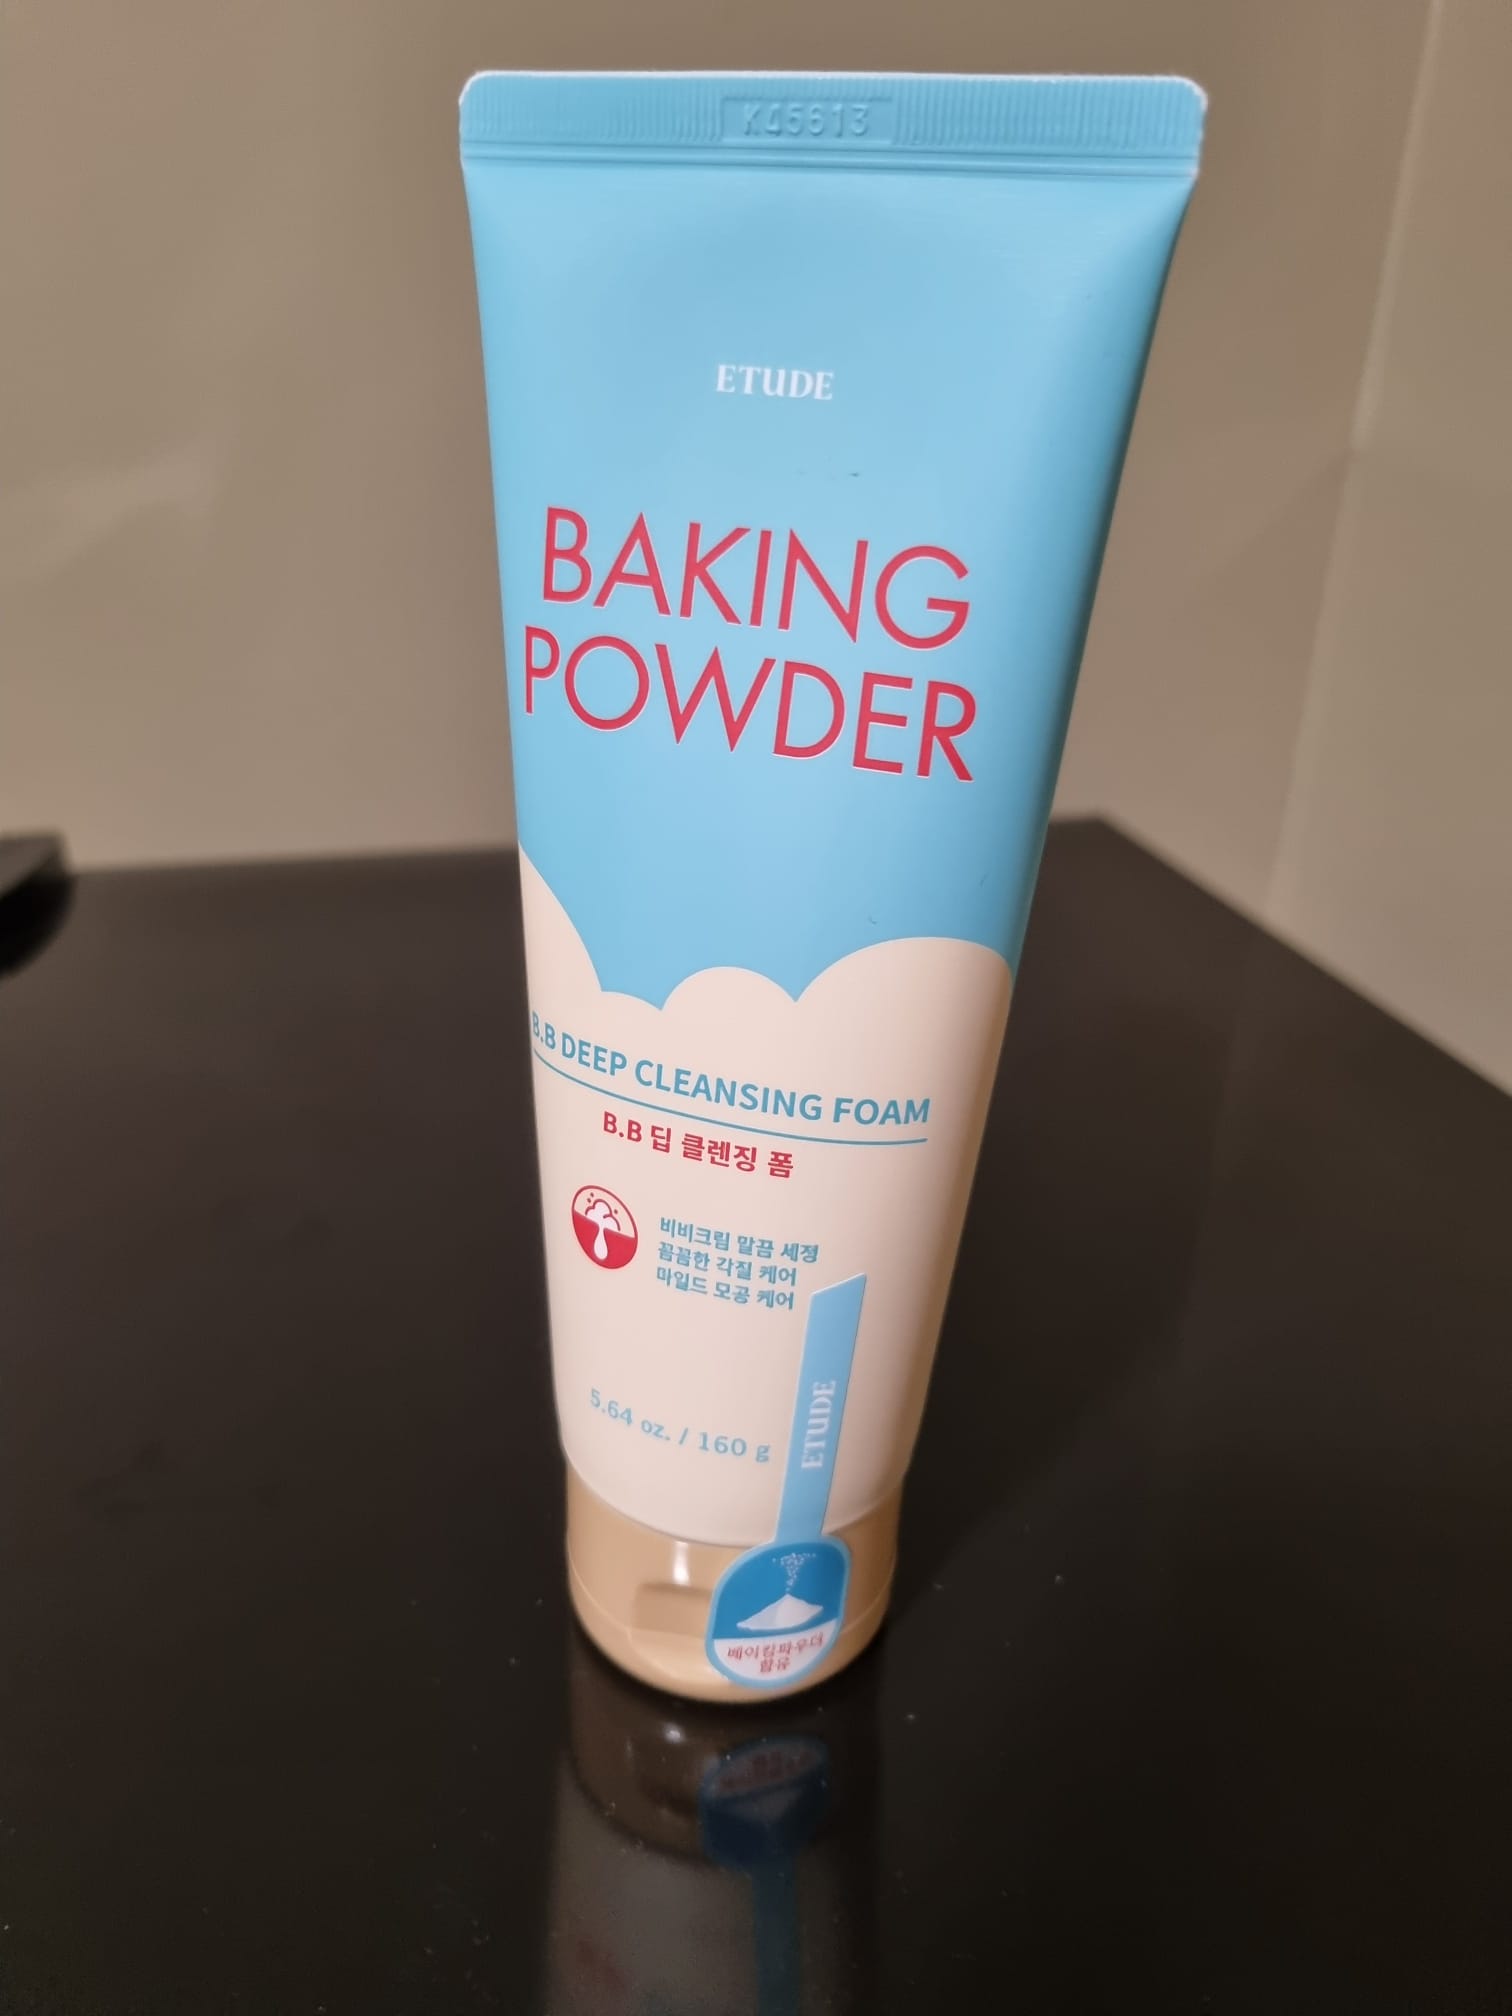 K45613
ETUDE
BAKING
POWDER
B.B DEEP CLEANSING FOAM
B.B 딥 클렌징 폼
비비크림 말끔 세정
꼼꼼한 각질 케어
마일드 모공 케어
5.64 oz. / 160 g
ETUDE
베이킹파우더
함유